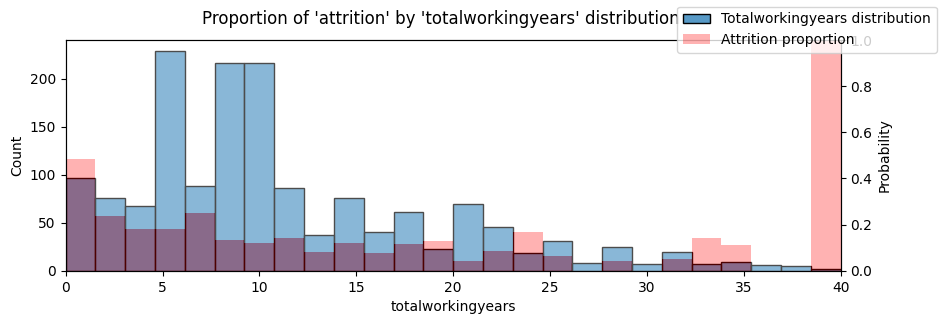 Proportion of 'attrition' by 'totalworkingyears' distribution
Totalworkingyears distribution
Attrition proportion
Count
200
150
100
50
0
1.0
0.8
0.6
0.4
0.2
0.0
Probability
0 5 10 15 20 25 30 35 40
totalworkingyears